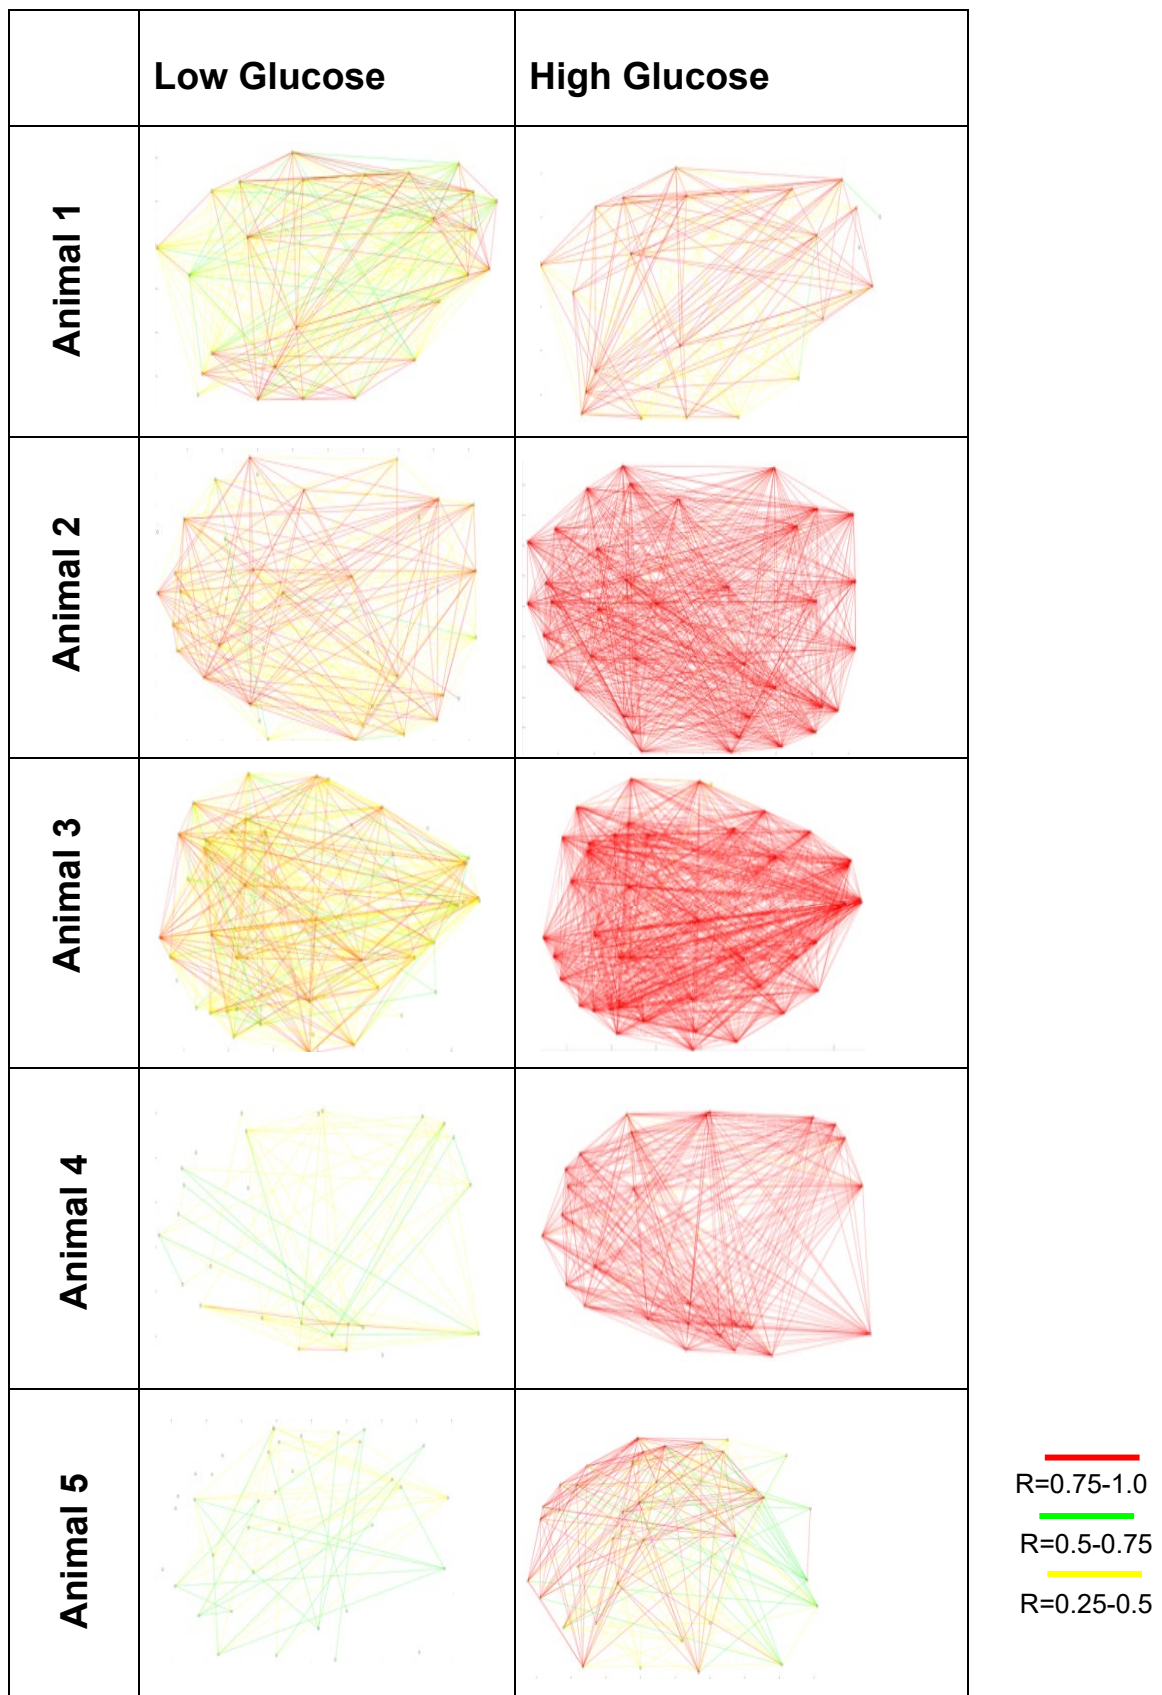 Low Glucose
High Glucose
Animal 1
Animal 2
Animal 3
Animal 4
Animal 5
R=0.75-1.0
R=0.5-0.75
R=0.25-0.5